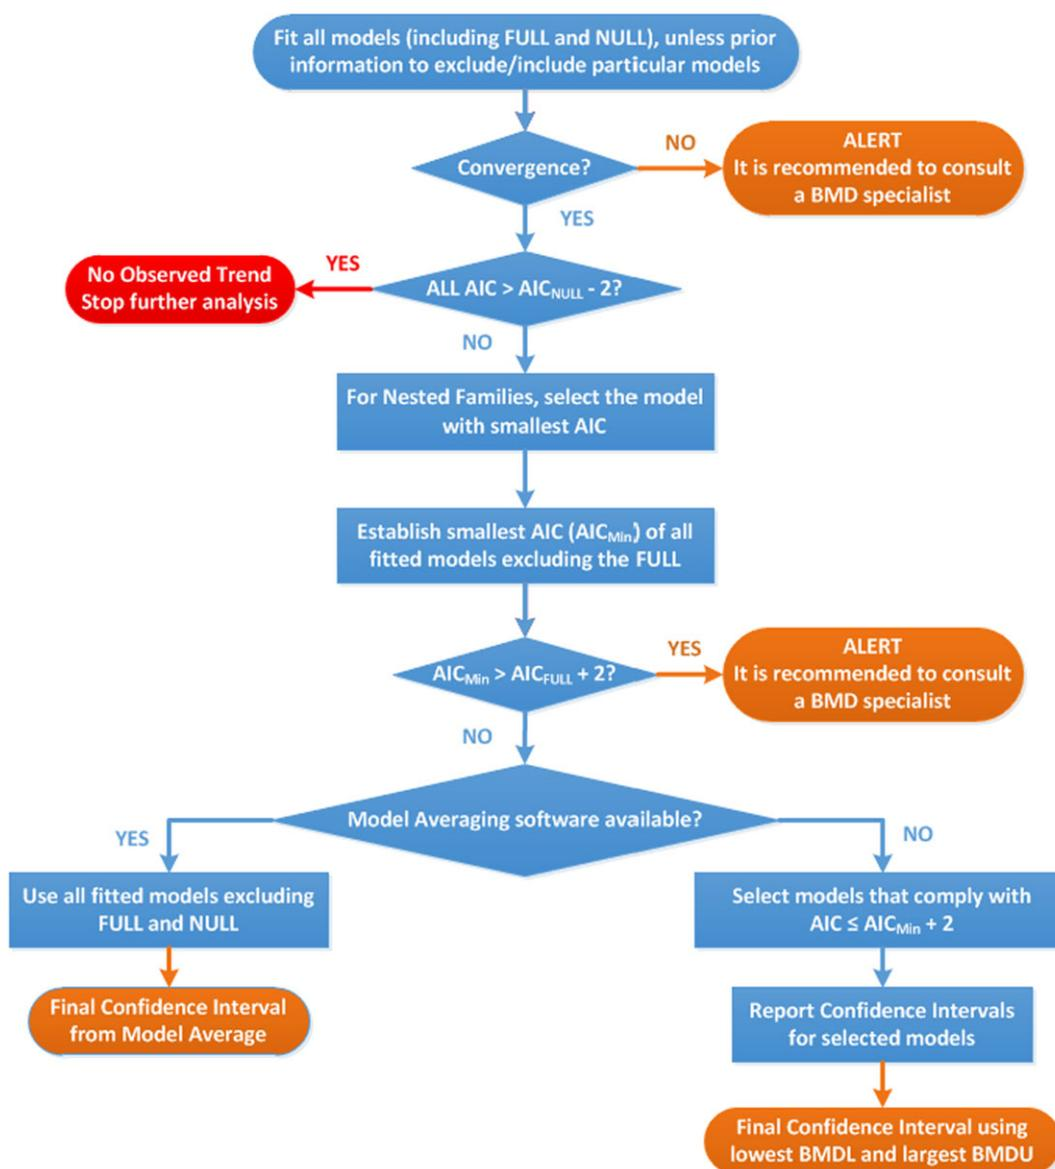 Fit all models (including FULL and NULL), unless prior
information to exclude/include particular models
Convergence?
NO
ALERT
It is recommended to consult
a BMD specialist
YES
ALL AIC > AIC_NULL - 2?
YES
No Observed Trend
Stop further analysis
NO
For Nested Families, select the model
with smallest AIC
Establish smallest AIC (AIC_Min) of all
fitted models excluding the FULL
AIC_Min > AIC_FULL + 2?
YES
ALERT
It is recommended to consult
a BMD specialist
NO
Model Averaging software available?
YES
Use all fitted models excluding
FULL and NULL
Final Confidence Interval
from Model Average
NO
Select models that comply with
AIC ≤ AIC_Min + 2
Report Confidence Intervals
for selected models
Final Confidence Interval using
lowest BMDL and largest BMDU